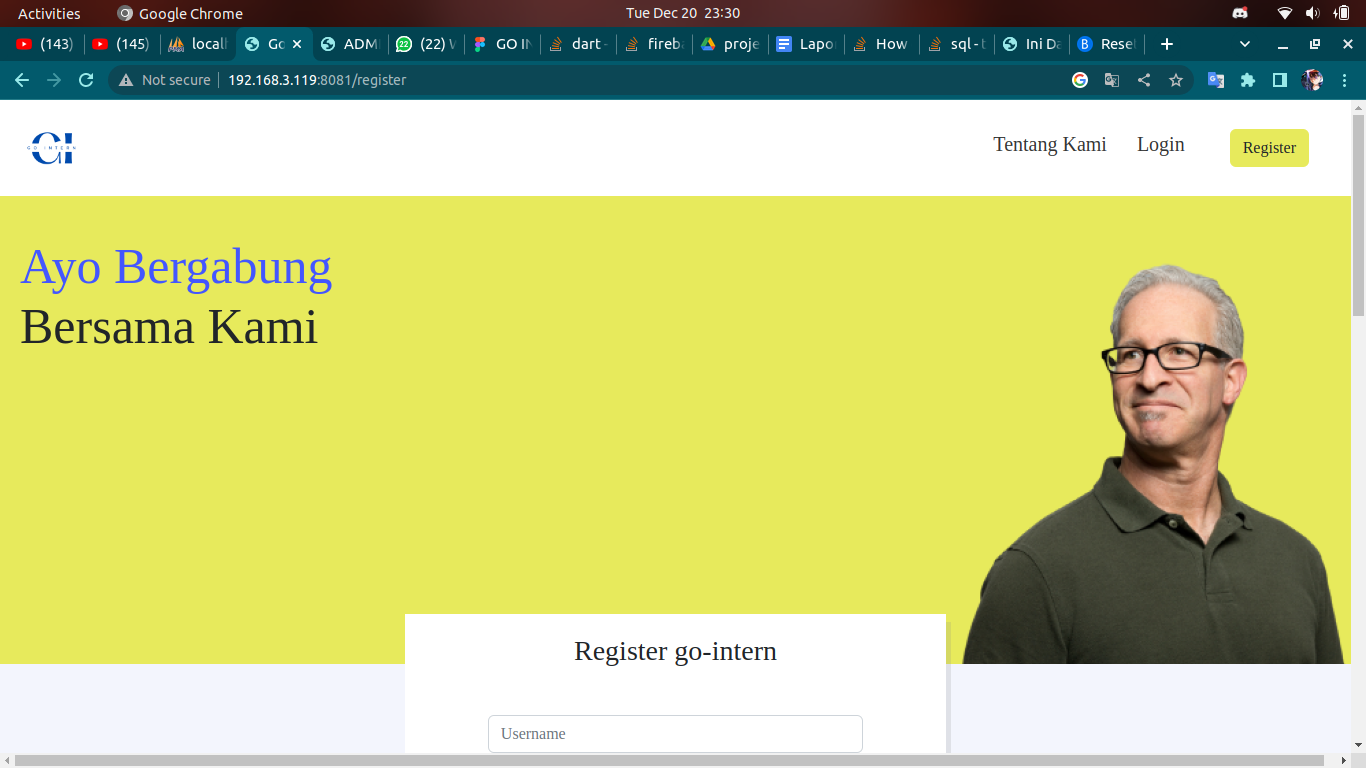 Activities Google Chrome Tue Dec 20 23:30
(143) (145) locall Go ADMI (22) W GO IN dart - fireba proje Lapo How sql - t Ini Da Reset
Not secure 192.168.3.119:8081/register
GO INTERN Tentang Kami Login Register
Ayo Bergabung
Bersama Kami
Register go-intern
Username